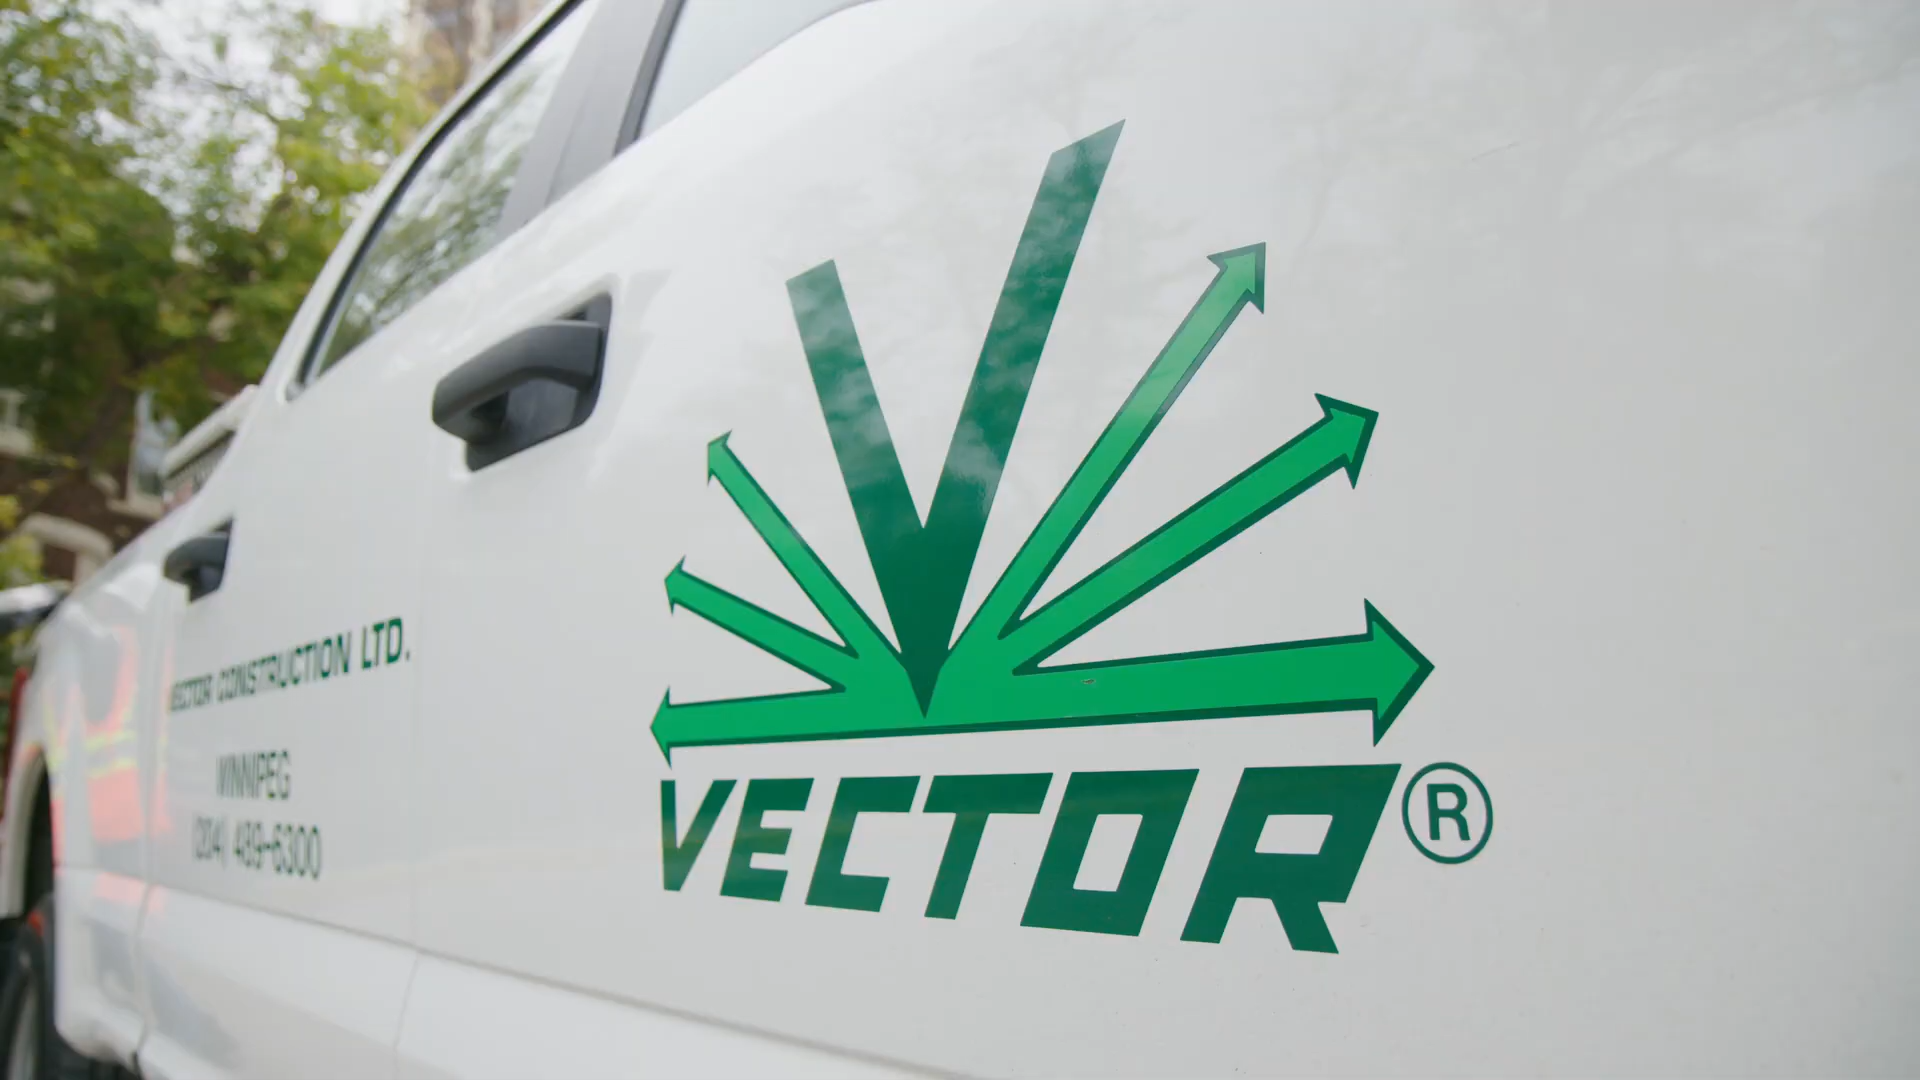 VECTOR CONSTRUCTION LTD.
WINNIPEG
(204) 489-6300
VECTOR®